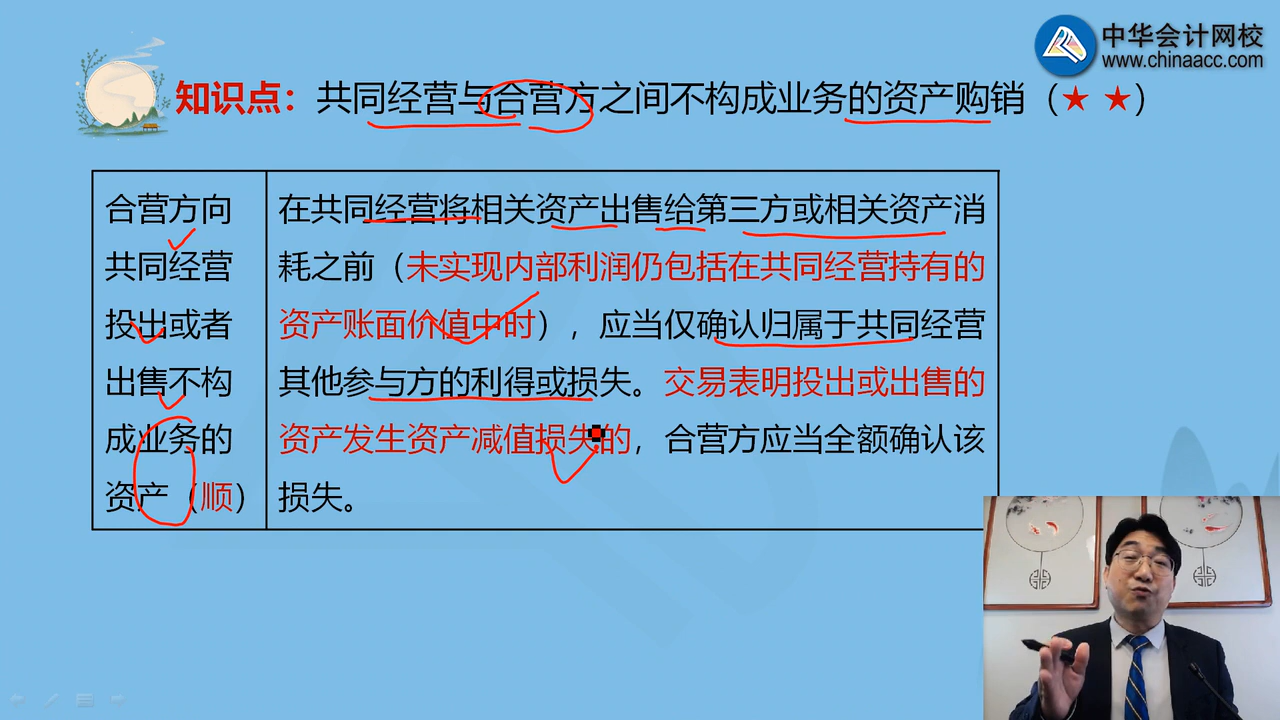 中华会计网校
www.chinaacc.com
知识点：共同经营与合营方之间不构成业务的资产购销（★ ★）
合营方向
共同经营
投出或者
出售不构
成业务的
资产（顺）
在共同经营将相关资产出售给第三方或相关资产消
耗之前（未实现内部利润仍包括在共同经营持有的
资产账面价值中时），应当仅确认归属于共同经营
其他参与方的利得或损失。交易表明投出或出售的
资产发生资产减值损失的，合营方应当全额确认该
损失。